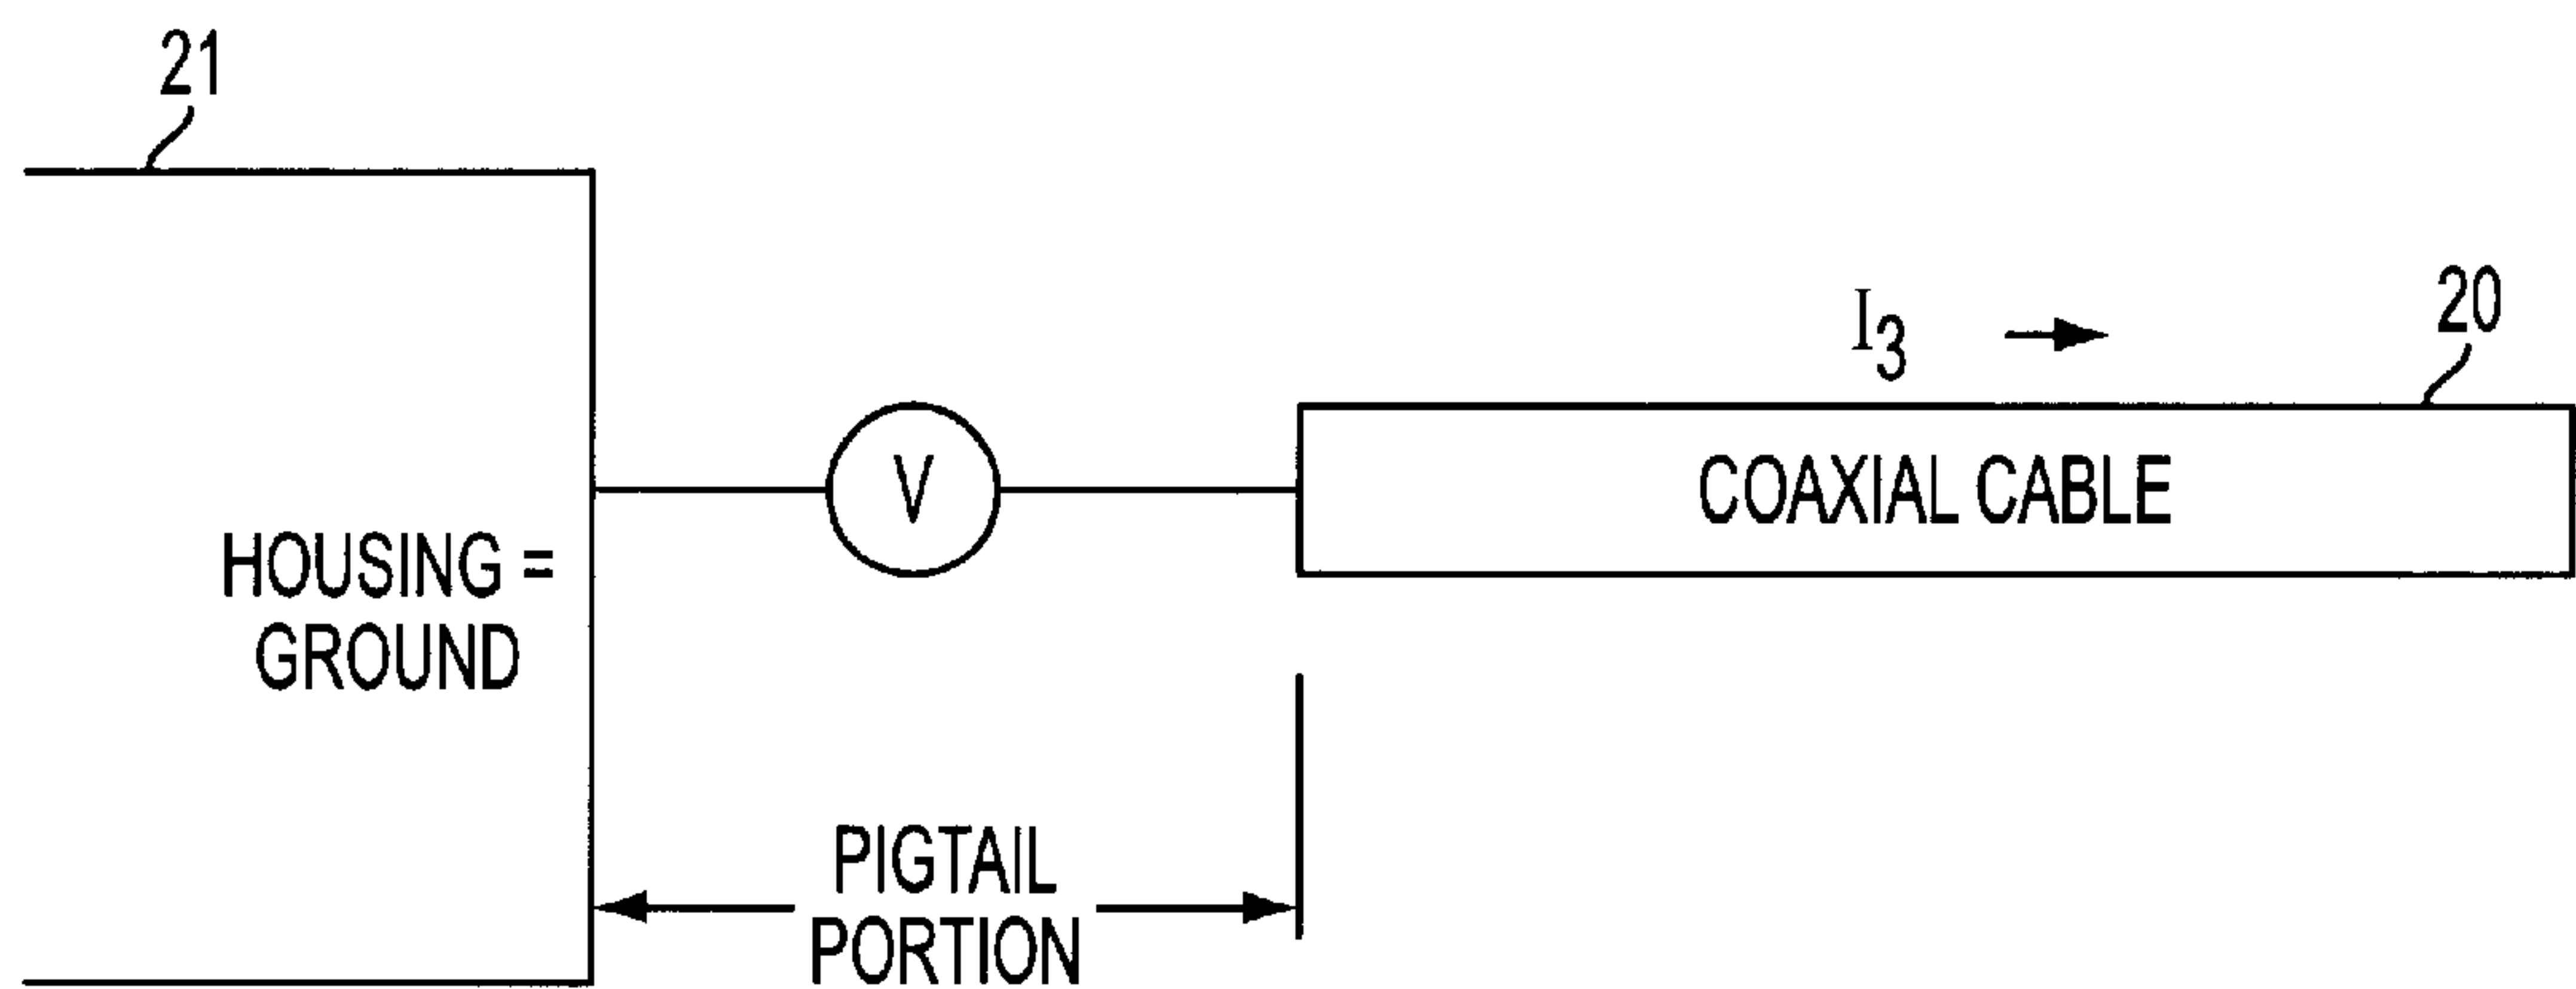 21
I3
20
V
COAXIAL CABLE
HOUSING =
GROUND
PIGTAIL
PORTION